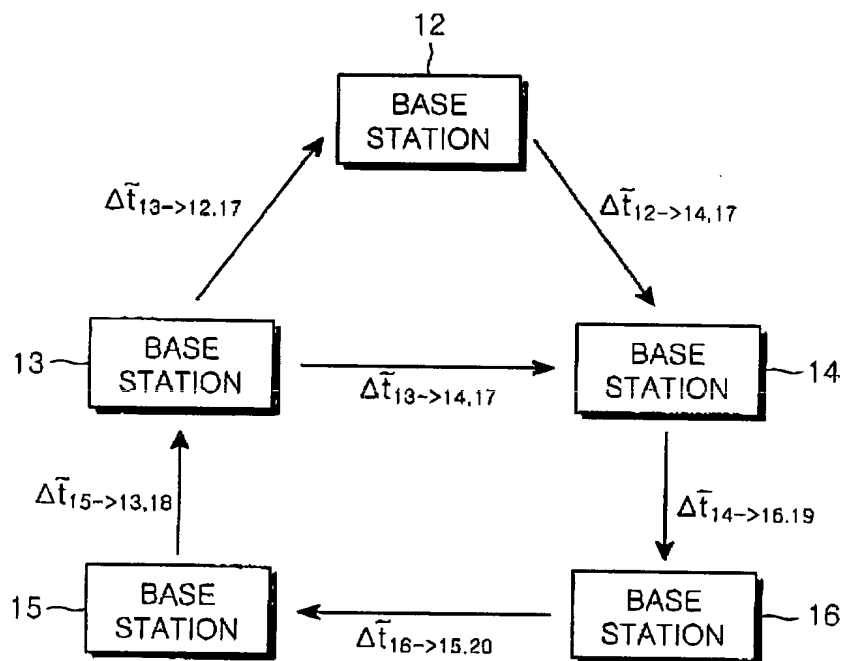 12
BASE
STATION
Δt̃13->12,17
Δt̃12->14,17
13
BASE
STATION
Δt̃13->14,17
BASE
STATION
14
Δt̃15->13,18
Δt̃14->16,19
15
BASE
STATION
Δt̃16->15,20
BASE
STATION
16